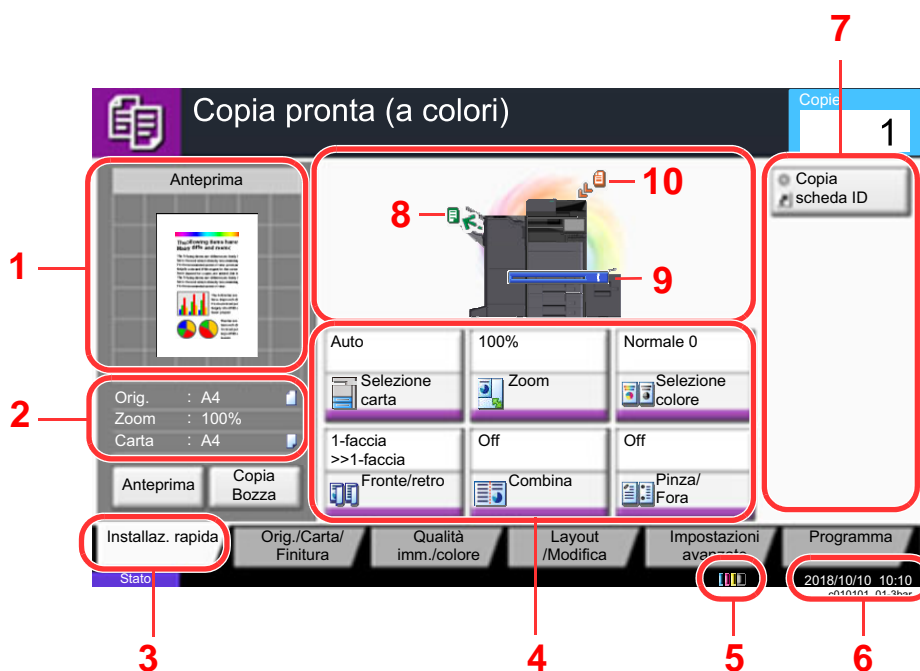 7
Copia pronta (a colori)
Copie
1
Anteprima
10
8
Copia
scheda ID
1
9
Auto
100%
Normale 0
Selezione
carta
Zoom
Selezione
colore
2
Orig. : A4
Zoom : 100%
Carta : A4
1-faccia
>>1-faccia
Off
Off
Fronte/retro
Combina
Pinza/
Fora
Anteprima
Copia
Bozza
Installaz. rapida
Orig./Carta/
Finitura
Qualità
imm./colore
Layout
/Modifica
Impostazioni
avanzate
Programma
Stato
2018/10/10 10:10
3
4
5
6